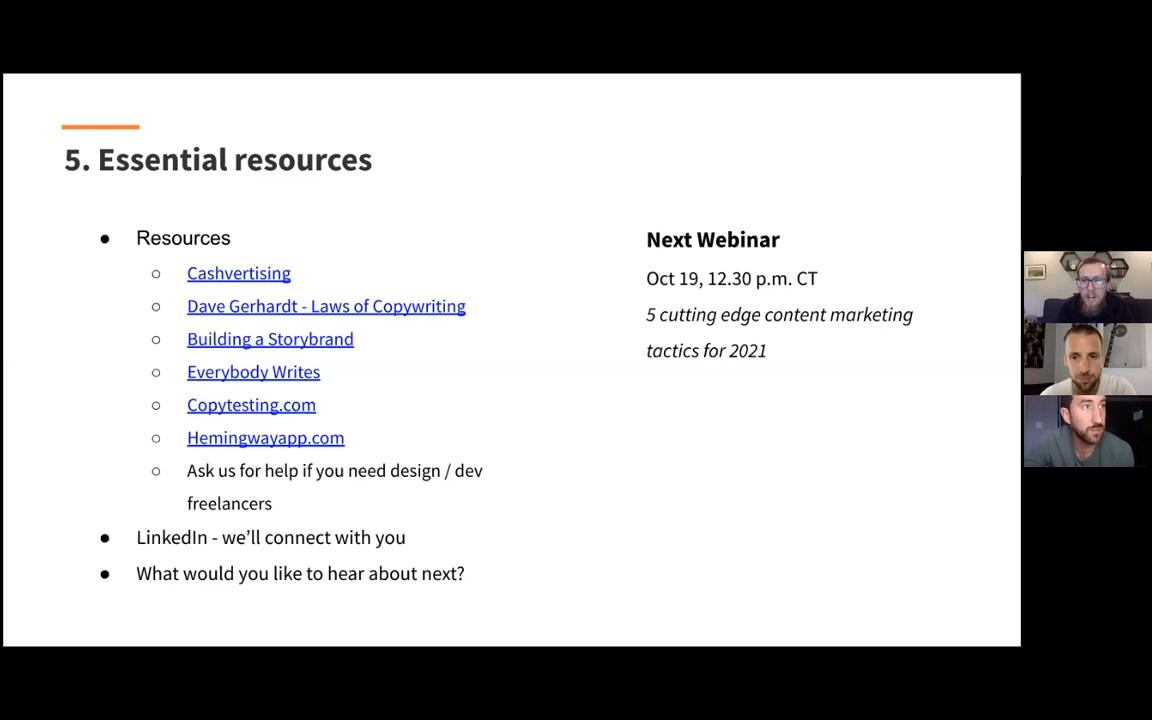 5. Essential resources
● Resources
○ Cashvertising
○ Dave Gerhardt - Laws of Copywriting
○ Building a Storybrand
○ Everybody Writes
○ Copytesting.com
○ Hemingwayapp.com
○ Ask us for help if you need design / dev
freelancers
● LinkedIn - we’ll connect with you
● What would you like to hear about next?
Next Webinar
Oct 19, 12.30 p.m. CT
5 cutting edge content marketing
tactics for 2021